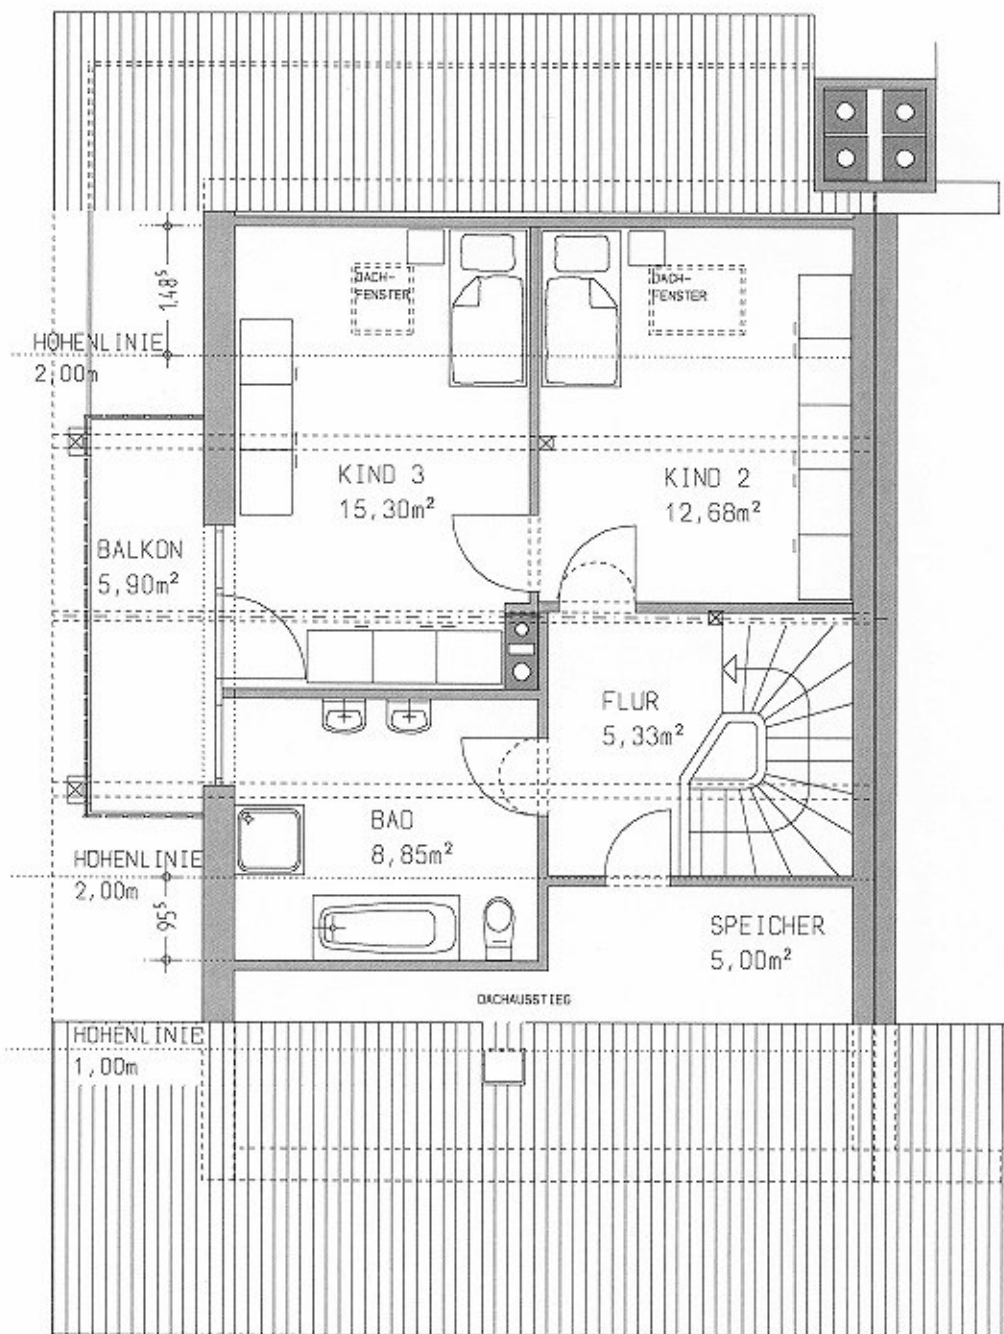 DACH-
FENSTER
DACH-
FENSTER
1,48⁵
HÖHENLINIE
2,00m
KIND 3
15,30m²
KIND 2
12,68m²
BALKON
5,90m²
FLUR
5,33m²
BAD
8,85m²
HÖHENLINIE
2,00m
95⁵
SPEICHER
5,00m²
DACHAUSSTIEG
HÖHENLINIE
1,00m